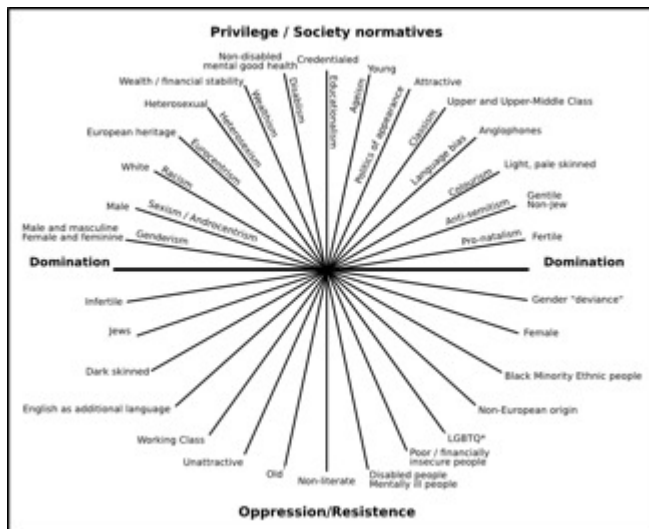 Privilege / Society normatives
Non-disabled
mental good health
Credentialed
Young
Wealth / financial stability
Attractive
Heterosexual
Upper and Upper-Middle Class
European heritage
Anglophones
White
Light, pale skinned
Male
Gentile
Non-jew
Male and masculine
Female and feminine
Fertile
Disablism
Educationalism
Ageism
Wealthism
Politics of appearance
Heterosexism
Classism
Eurocentrism
Language bias
Racism
Colourism
Sexism / Androcentrism
Anti-semitism
Genderism
Pro-natalism
Domination
Domination
Infertile
Gender "deviance"
Jews
Female
Dark skinned
Black Minority Ethnic people
English as additional language
Non-European origin
Working Class
LGBTQ*
Unattractive
Poor / financially
insecure people
Old
Non-literate
Disabled people
Mentally ill people
Oppression/Resistence